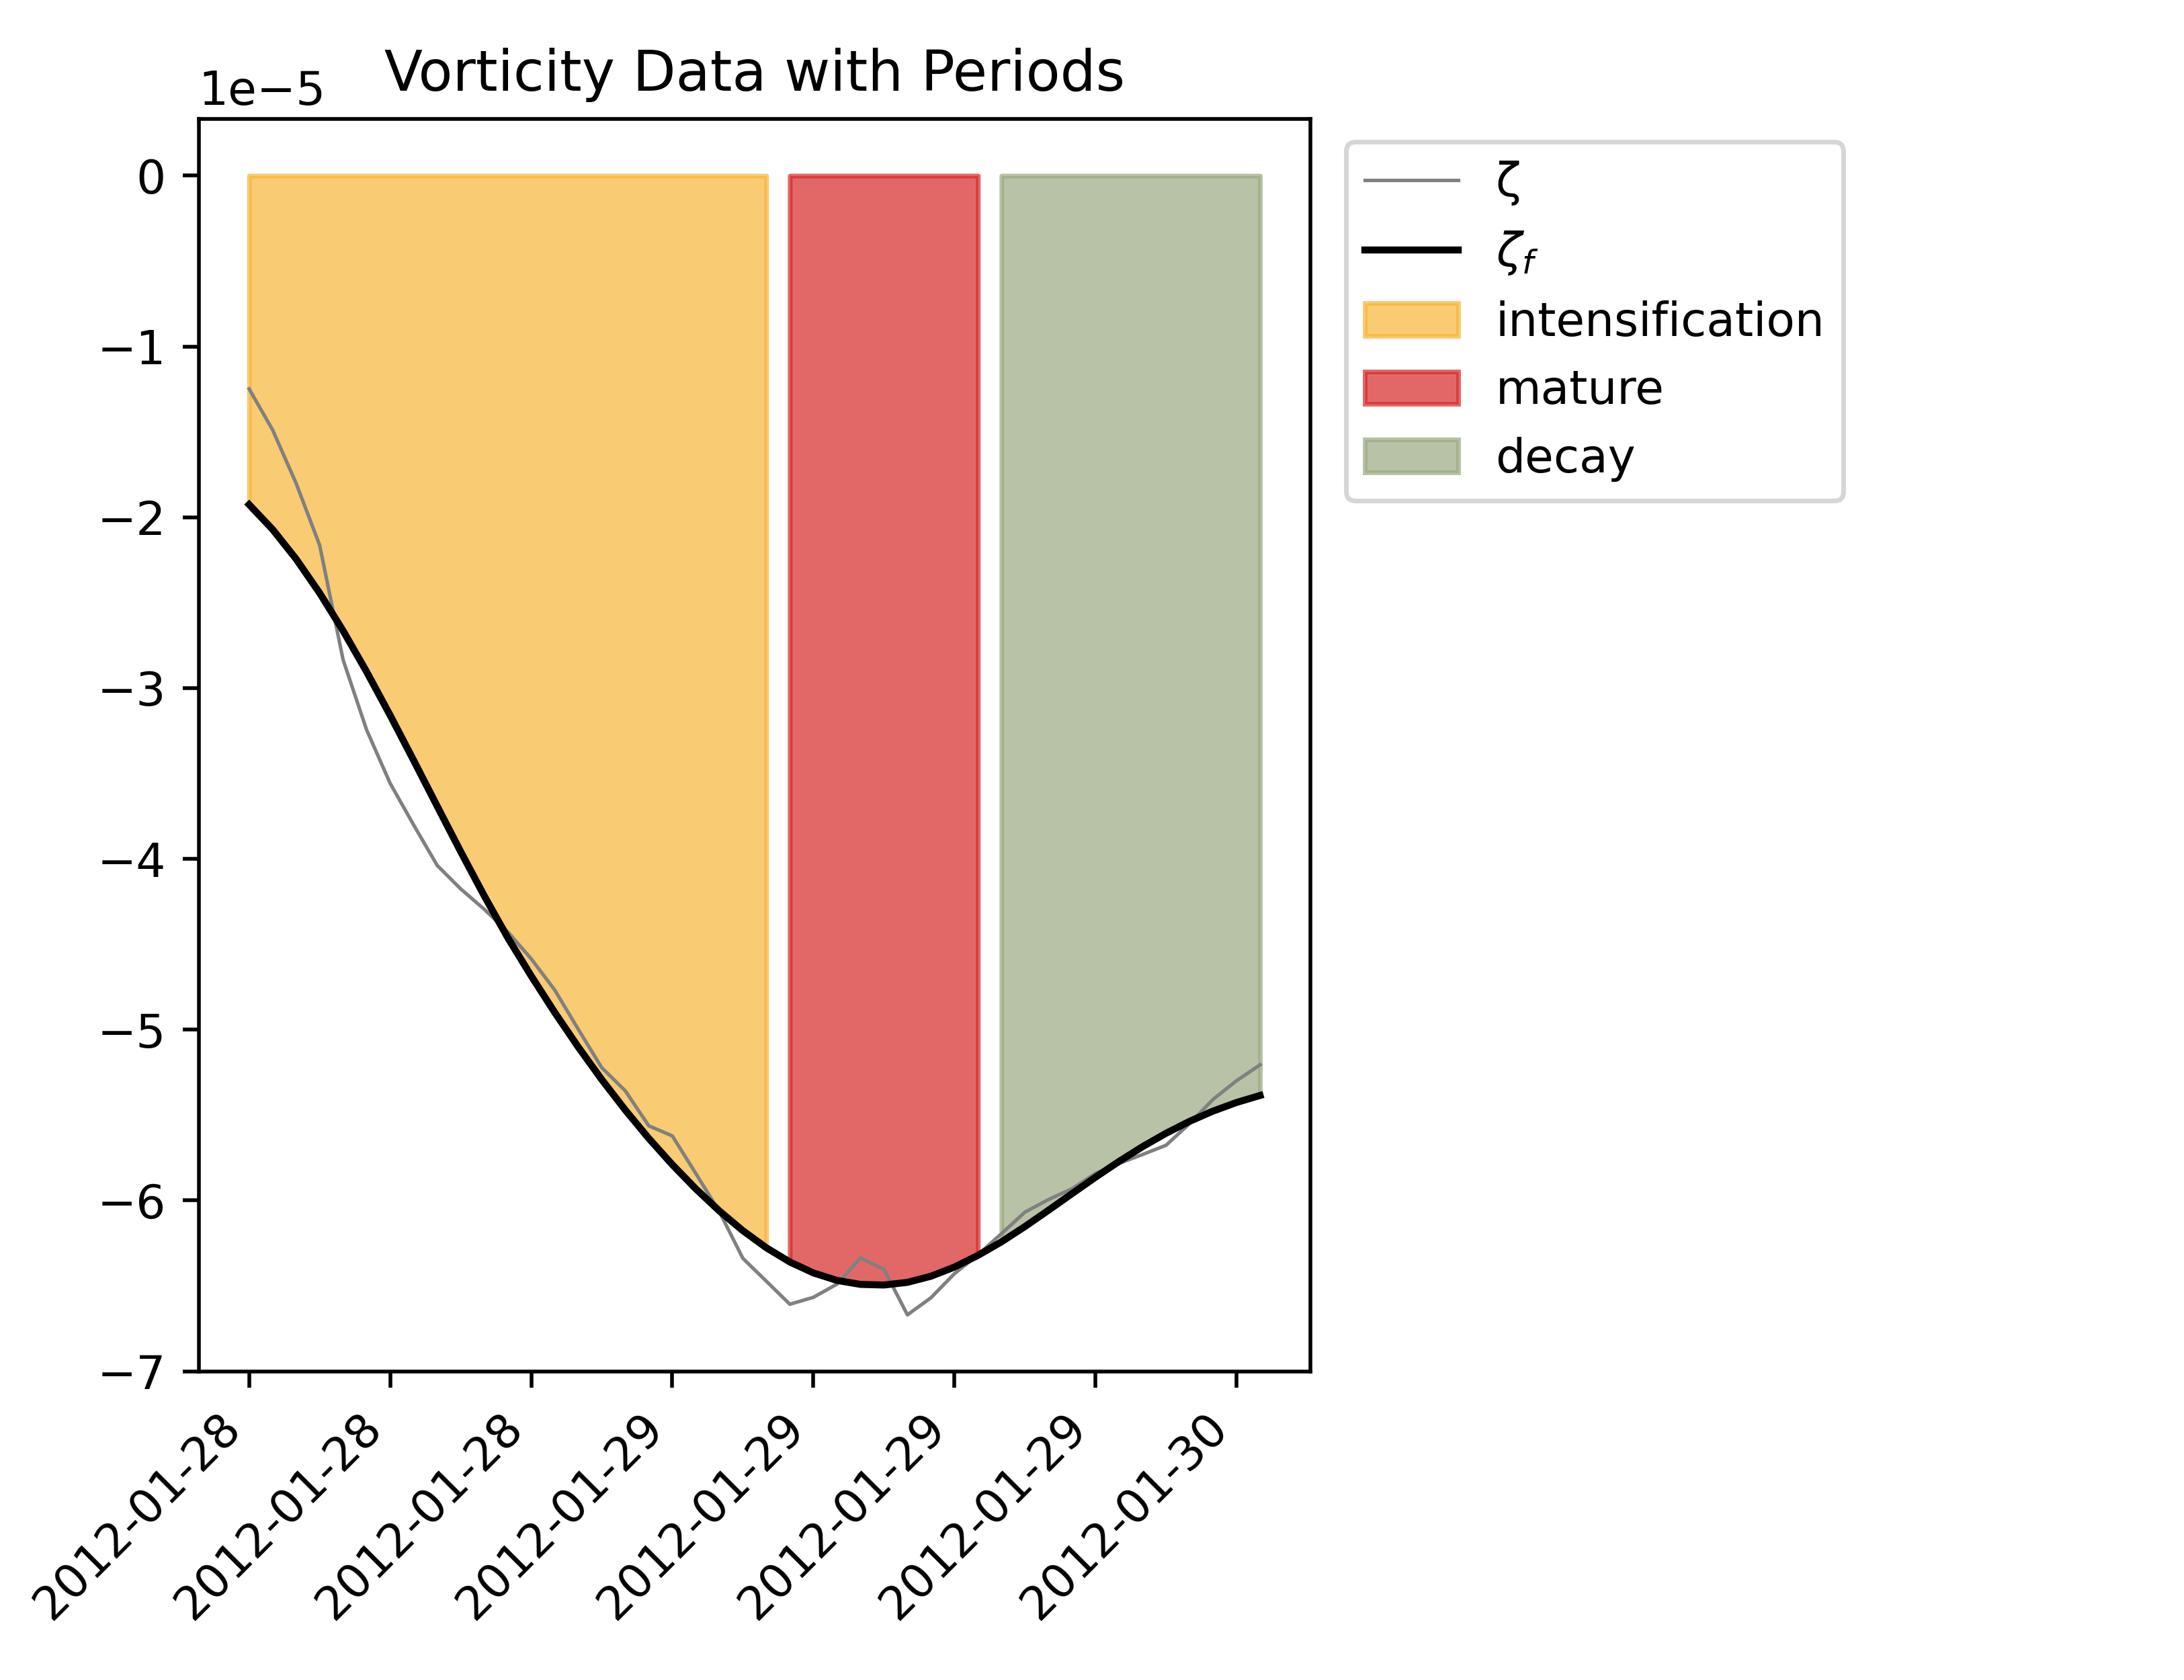 Vorticity Data with Periods
1e−5
0
−1
−2
−3
−4
−5
−6
−7
2012-01-28
2012-01-28
2012-01-28
2012-01-29
2012-01-29
2012-01-29
2012-01-29
2012-01-30
ζ
ζf
intensification
mature
decay